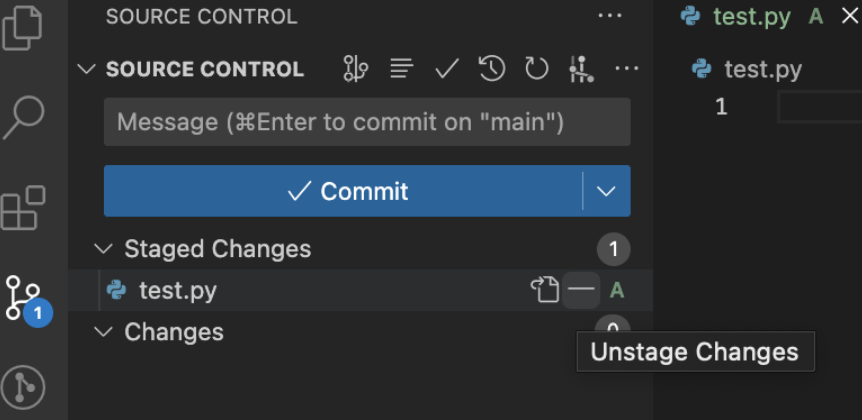 SOURCE CONTROL
test.py A
SOURCE CONTROL
test.py
Message (⌘Enter to commit on "main")
1
Commit
Staged Changes 1
test.py A
1
Changes
Unstage Changes